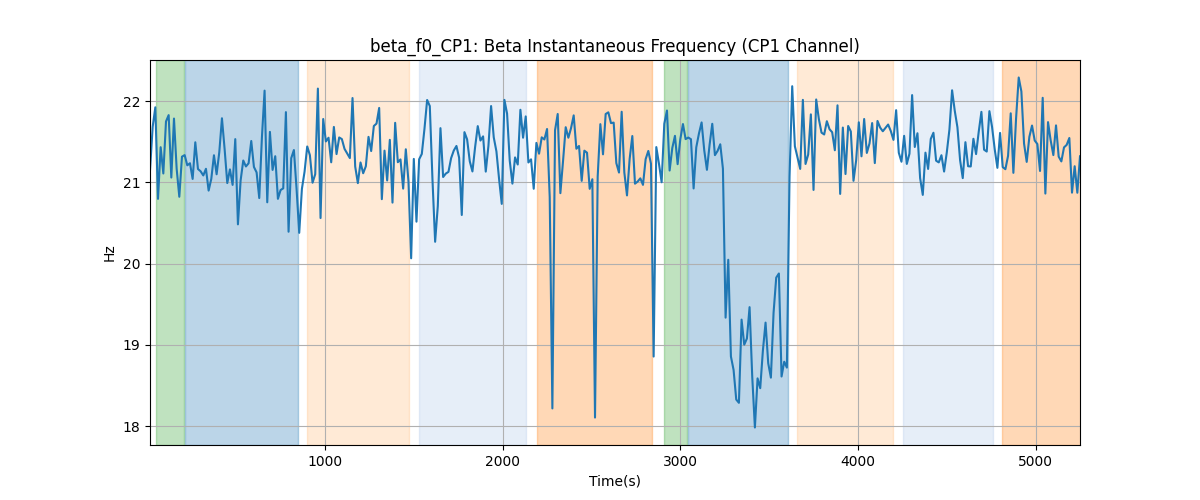 beta_f0_CP1: Beta Instantaneous Frequency (CP1 Channel)
22
21
20
19
18
Hz
1000 2000 3000 4000 5000
Time(s)